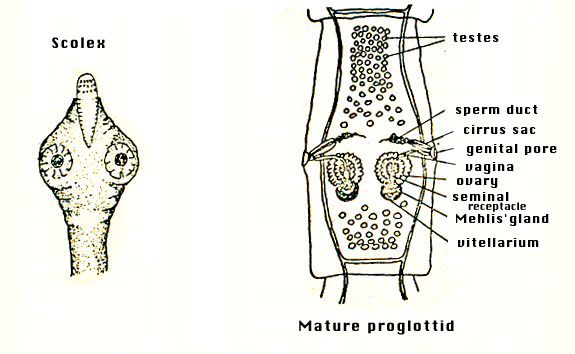 Scolex
testes
sperm duct
cirrus sac
genital pore
vagina
ovary
seminal
receptacle
Mehlis'gland
vitellarium
Mature proglottid